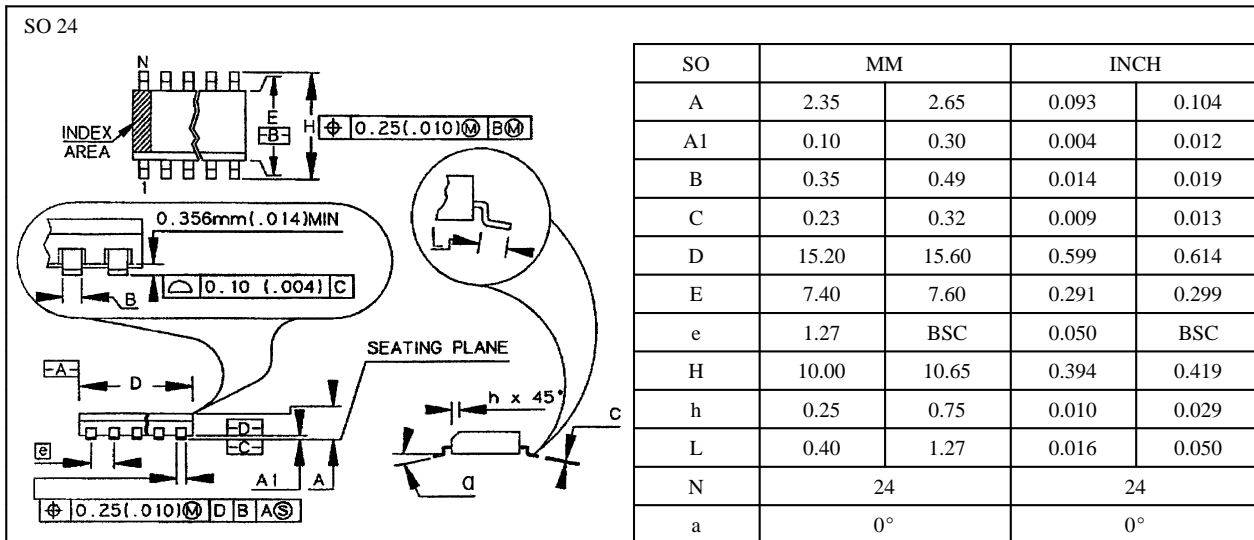 SO 24
N
INDEX
AREA
1
E
-B-
H
⌖ 0.25(.010)Ⓜ BⓂ
0.356mm(.014)MIN
B
⌓ 0.10 (.004) C
L
SEATING PLANE
-A-
D
h x 45°
C
-D-
-C-
e
A1
A
a
⌖ 0.25(.010)Ⓜ D B AⓈ
SO MM INCH
A 2.35 2.65 0.093 0.104
A1 0.10 0.30 0.004 0.012
B 0.35 0.49 0.014 0.019
C 0.23 0.32 0.009 0.013
D 15.20 15.60 0.599 0.614
E 7.40 7.60 0.291 0.299
e 1.27 BSC 0.050 BSC
H 10.00 10.65 0.394 0.419
h 0.25 0.75 0.010 0.029
L 0.40 1.27 0.016 0.050
N 24 24
a 0° 0°